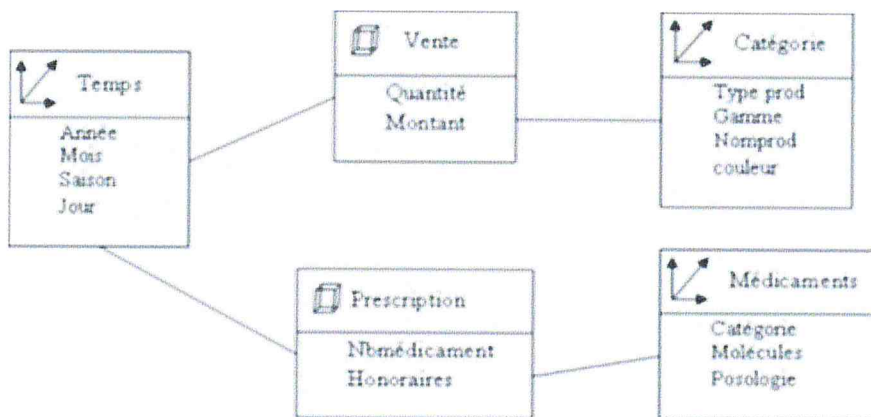 Temps
Année
Mois
Saison
Jour
Vente
Quantité
Montant
Catégorie
Type prod
Gamme
Nomprod
couleur
Prescription
Nbmédicament
Honoraires
Médicaments
Catégorie
Molécules
Posologie